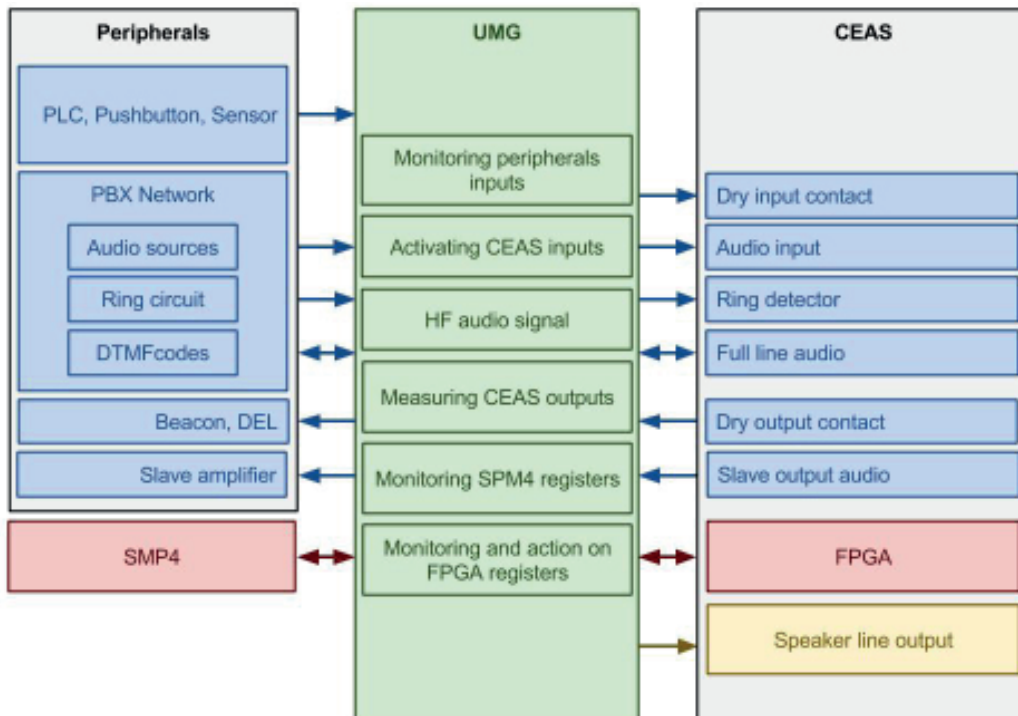 Peripherals
PLC, Pushbutton, Sensor
PBX Network
Audio sources
Ring circuit
DTMFcodes
Beacon, DEL
Slave amplifier
SMP4
UMG
Monitoring peripherals
inputs
Activating CEAS inputs
HF audio signal
Measuring CEAS outputs
Monitoring SPM4 registers
Monitoring and action on
FPGA registers
CEAS
Dry input contact
Audio input
Ring detector
Full line audio
Dry output contact
Slave output audio
FPGA
Speaker line output